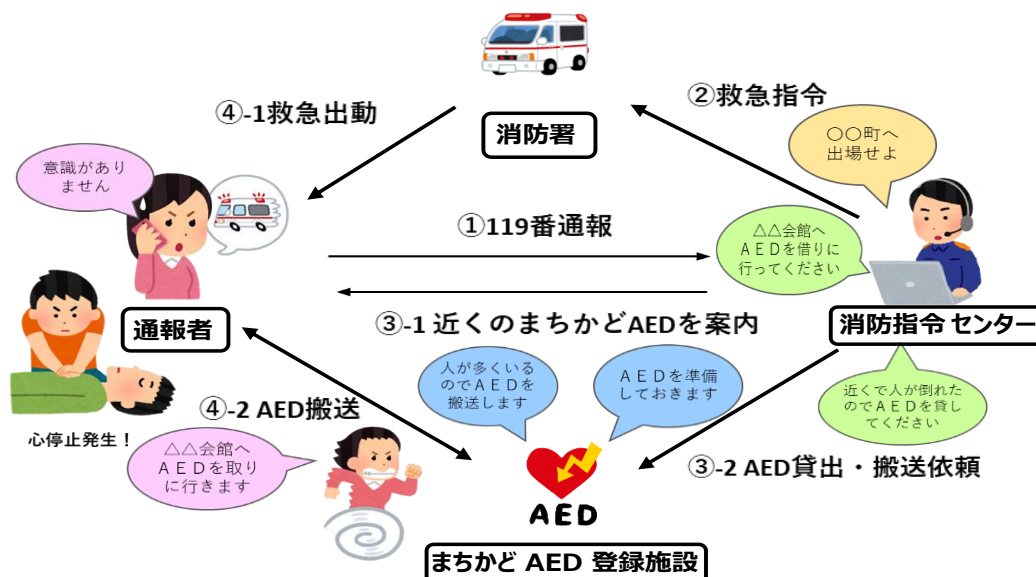 ④-1救急出動
②救急指令
消防署
〇〇町へ
出場せよ
意識があり
ません
①119番通報
△△会館へ
ＡＥＤを借りに
行ってください
通報者
③-1 近くのまちかどAEDを案内
消防指令センター
人が多くいる
のでＡＥＤを
搬送します
ＡＥＤを準備
しておきます
近くで人が倒れた
のでＡＥＤを貸し
てください
④-2 AED搬送
心停止発生！
△△会館へ
ＡＥＤを取り
に行きます
③-2 AED貸出・搬送依頼
AED
まちかど AED 登録施設